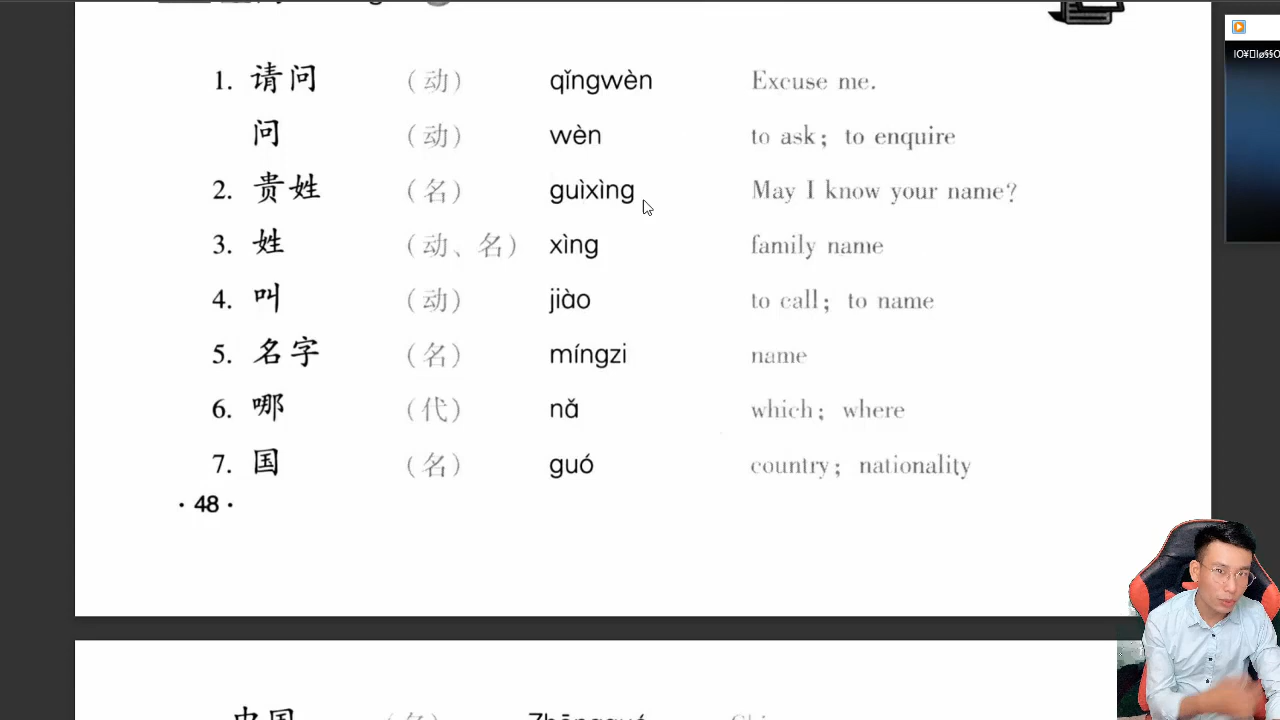 1. 请问 （动） qǐngwèn Excuse me.
问 （动） wèn to ask; to enquire
2. 贵姓 （名） guìxìng May I know your name?
3. 姓 （动、名） xìng family name
4. 叫 （动） jiào to call; to name
5. 名字 （名） míngzi name
6. 哪 （代） nǎ which; where
7. 国 （名） guó country; nationality
· 48 ·